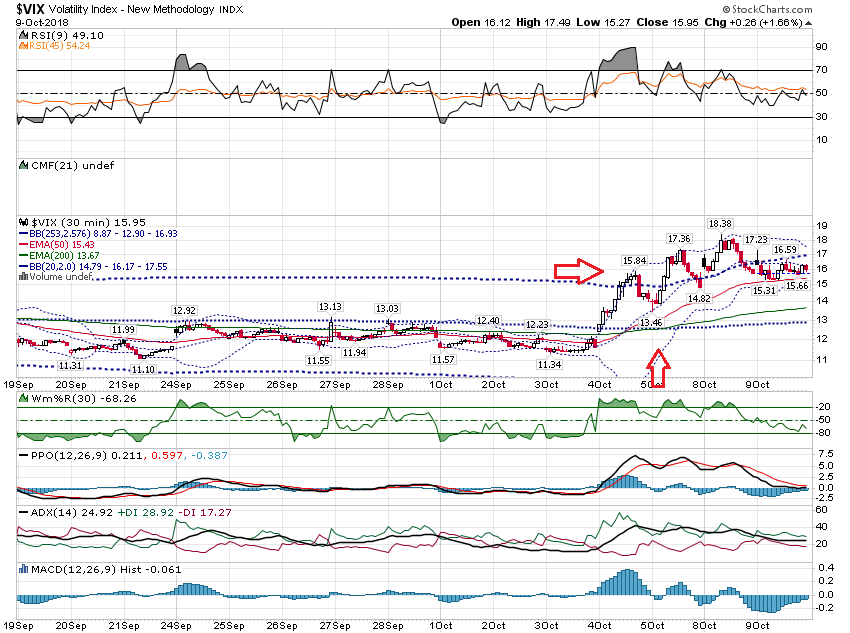 $VIX Volatility Index - New Methodology INDX
© StockCharts.com
9-Oct-2018
Open 16.12 High 17.49 Low 15.27 Close 15.95 Chg +0.26 (+1.66%)
RSI(9) 49.10
RSI(45) 54.24
90
70
50
30
10
CMF(21) undef
$VIX (30 min) 15.95
BB(253,2.576) 8.87 - 12.90 - 16.93
EMA(50) 15.43
EMA(200) 13.67
BB(20,2.0) 14.79 - 16.17 - 17.55
Volume undef
19
18
17
16
15
14
13
12
11
11.31
11.99
11.10
12.92
11.55
13.13
11.94
13.03
11.57
12.40
12.23
11.34
15.84
13.46
17.36
14.82
18.38
17.23
15.31
16.59
15.66
19Sep 20Sep 21Sep 24Sep 25Sep 26Sep 27Sep 28Sep 1Oct 2Oct 3Oct 4Oct 5Oct 8Oct 9Oct
Wm%R(30) -68.26
-20
-50
-80
PPO(12,26,9) 0.211, 0.597, -0.387
7.5
5.0
2.5
0.0
-2.5
ADX(14) 24.92 +DI 28.92 -DI 17.27
60
40
20
MACD(12,26,9) Hist -0.061
0.4
0.2
0.0
-0.2
19Sep 20Sep 21Sep 24Sep 25Sep 26Sep 27Sep 28Sep 1Oct 2Oct 3Oct 4Oct 5Oct 8Oct 9Oct